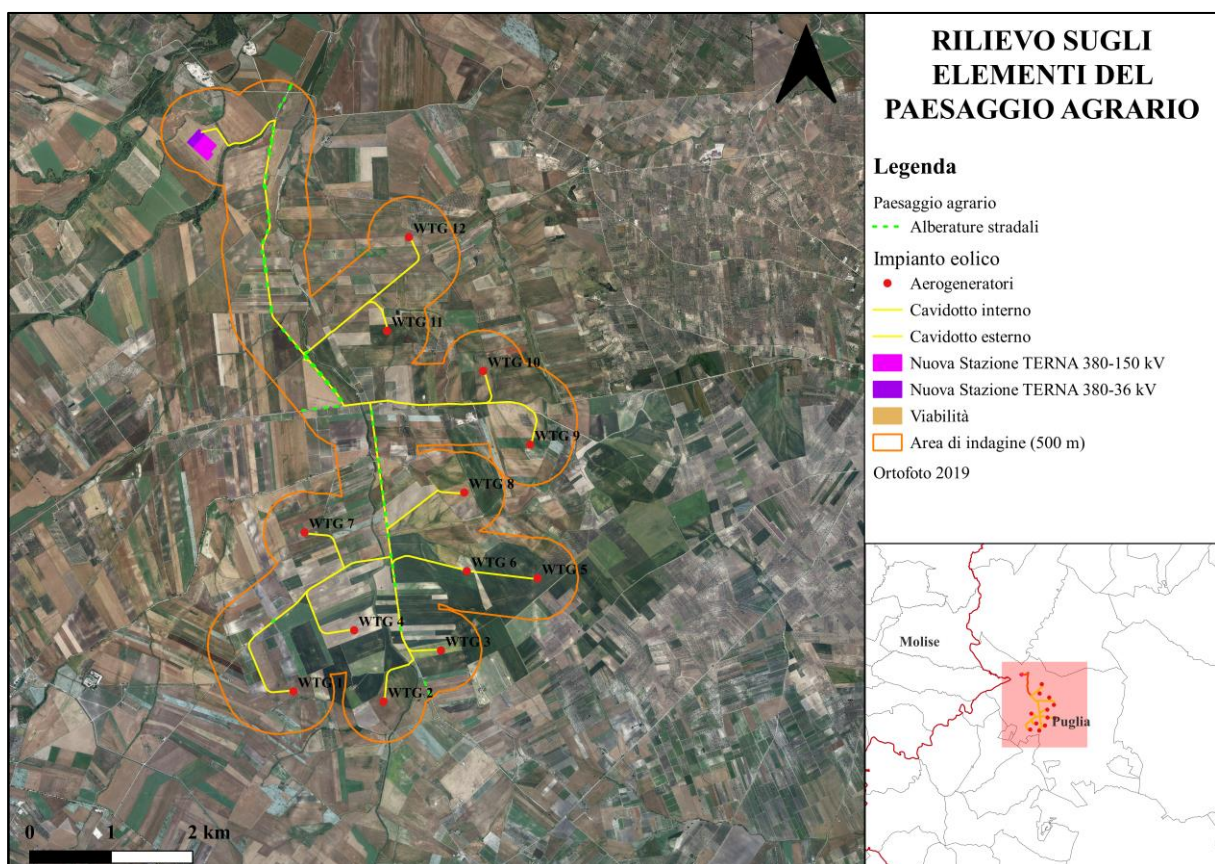 RILIEVO SUGLI
ELEMENTI DEL
PAESAGGIO AGRARIO
Legenda
Paesaggio agrario
Alberature stradali
Impianto eolico
Aerogeneratori
Cavidotto interno
Cavidotto esterno
Nuova Stazione TERNA 380-150 kV
Nuova Stazione TERNA 380-36 kV
Viabilità
Area di indagine (500 m)
Ortofoto 2019
WTG 12
WTG 11
WTG 10
WTG 9
WTG 8
WTG 7
WTG 6
WTG 5
WTG 4
WTG 3
WTG 1
WTG 2
0 1 2 km
Molise
Puglia